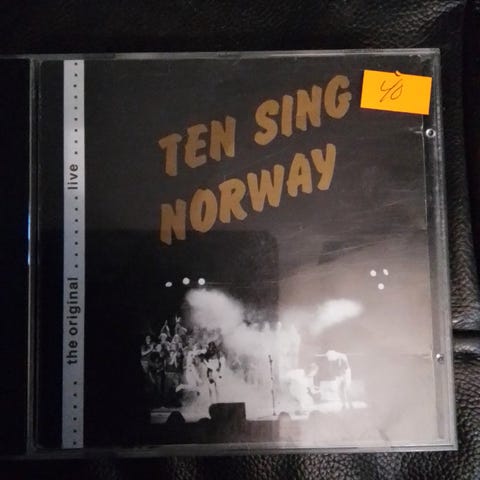 TEN SING
NORWAY
the original ........ live
40